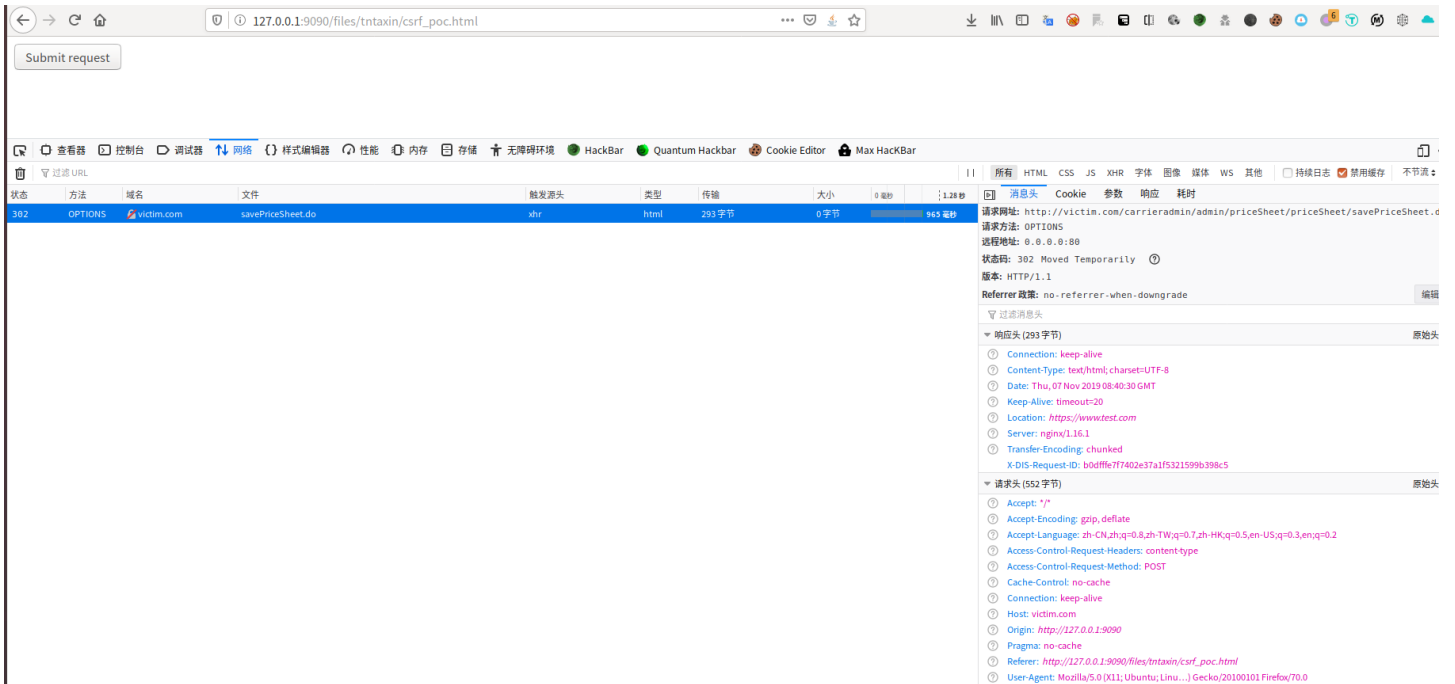 127.0.0.1:9090/files/tntaxin/csrf_poc.html
6
Submit request
查看器 控制台 调试器 网络 样式编辑器 性能 内存 存储 无障碍环境 HackBar Quantum Hackbar Cookie Editor Max HacKBar
过滤 URL
所有 HTML CSS JS XHR 字体 图像 媒体 WS 其他 持续日志 禁用缓存 不节流
状态 方法 域名 文件 触发源头 类型 传输 大小 0 毫秒 1.28 秒
消息头 Cookie 参数 响应 耗时
302 OPTIONS victim.com savePriceSheet.do xhr html 293 字节 0 字节 965 毫秒
请求网址: http://victim.com/carrieradmin/admin/priceSheet/priceSheet/savePriceSheet.d
请求方法: OPTIONS
远程地址: 0.0.0.0:80
状态码: 302 Moved Temporarily
版本: HTTP/1.1
Referrer 政策: no-referrer-when-downgrade 编辑
过滤消息头
响应头 (293 字节) 原始头
Connection: keep-alive
Content-Type: text/html; charset=UTF-8
Date: Thu, 07 Nov 2019 08:40:30 GMT
Keep-Alive: timeout=20
Location: https://www.test.com
Server: nginx/1.16.1
Transfer-Encoding: chunked
X-DIS-Request-ID: b0dfffe7f7402e37a1f5321599b398c5
请求头 (552 字节) 原始头
Accept: */*
Accept-Encoding: gzip, deflate
Accept-Language: zh-CN,zh;q=0.8,zh-TW;q=0.7,zh-HK;q=0.5,en-US;q=0.3,en;q=0.2
Access-Control-Request-Headers: content-type
Access-Control-Request-Method: POST
Cache-Control: no-cache
Connection: keep-alive
Host: victim.com
Origin: http://127.0.0.1:9090
Pragma: no-cache
Referer: http://127.0.0.1:9090/files/tntaxin/csrf_poc.html
User-Agent: Mozilla/5.0 (X11; Ubuntu; Linu…) Gecko/20100101 Firefox/70.0